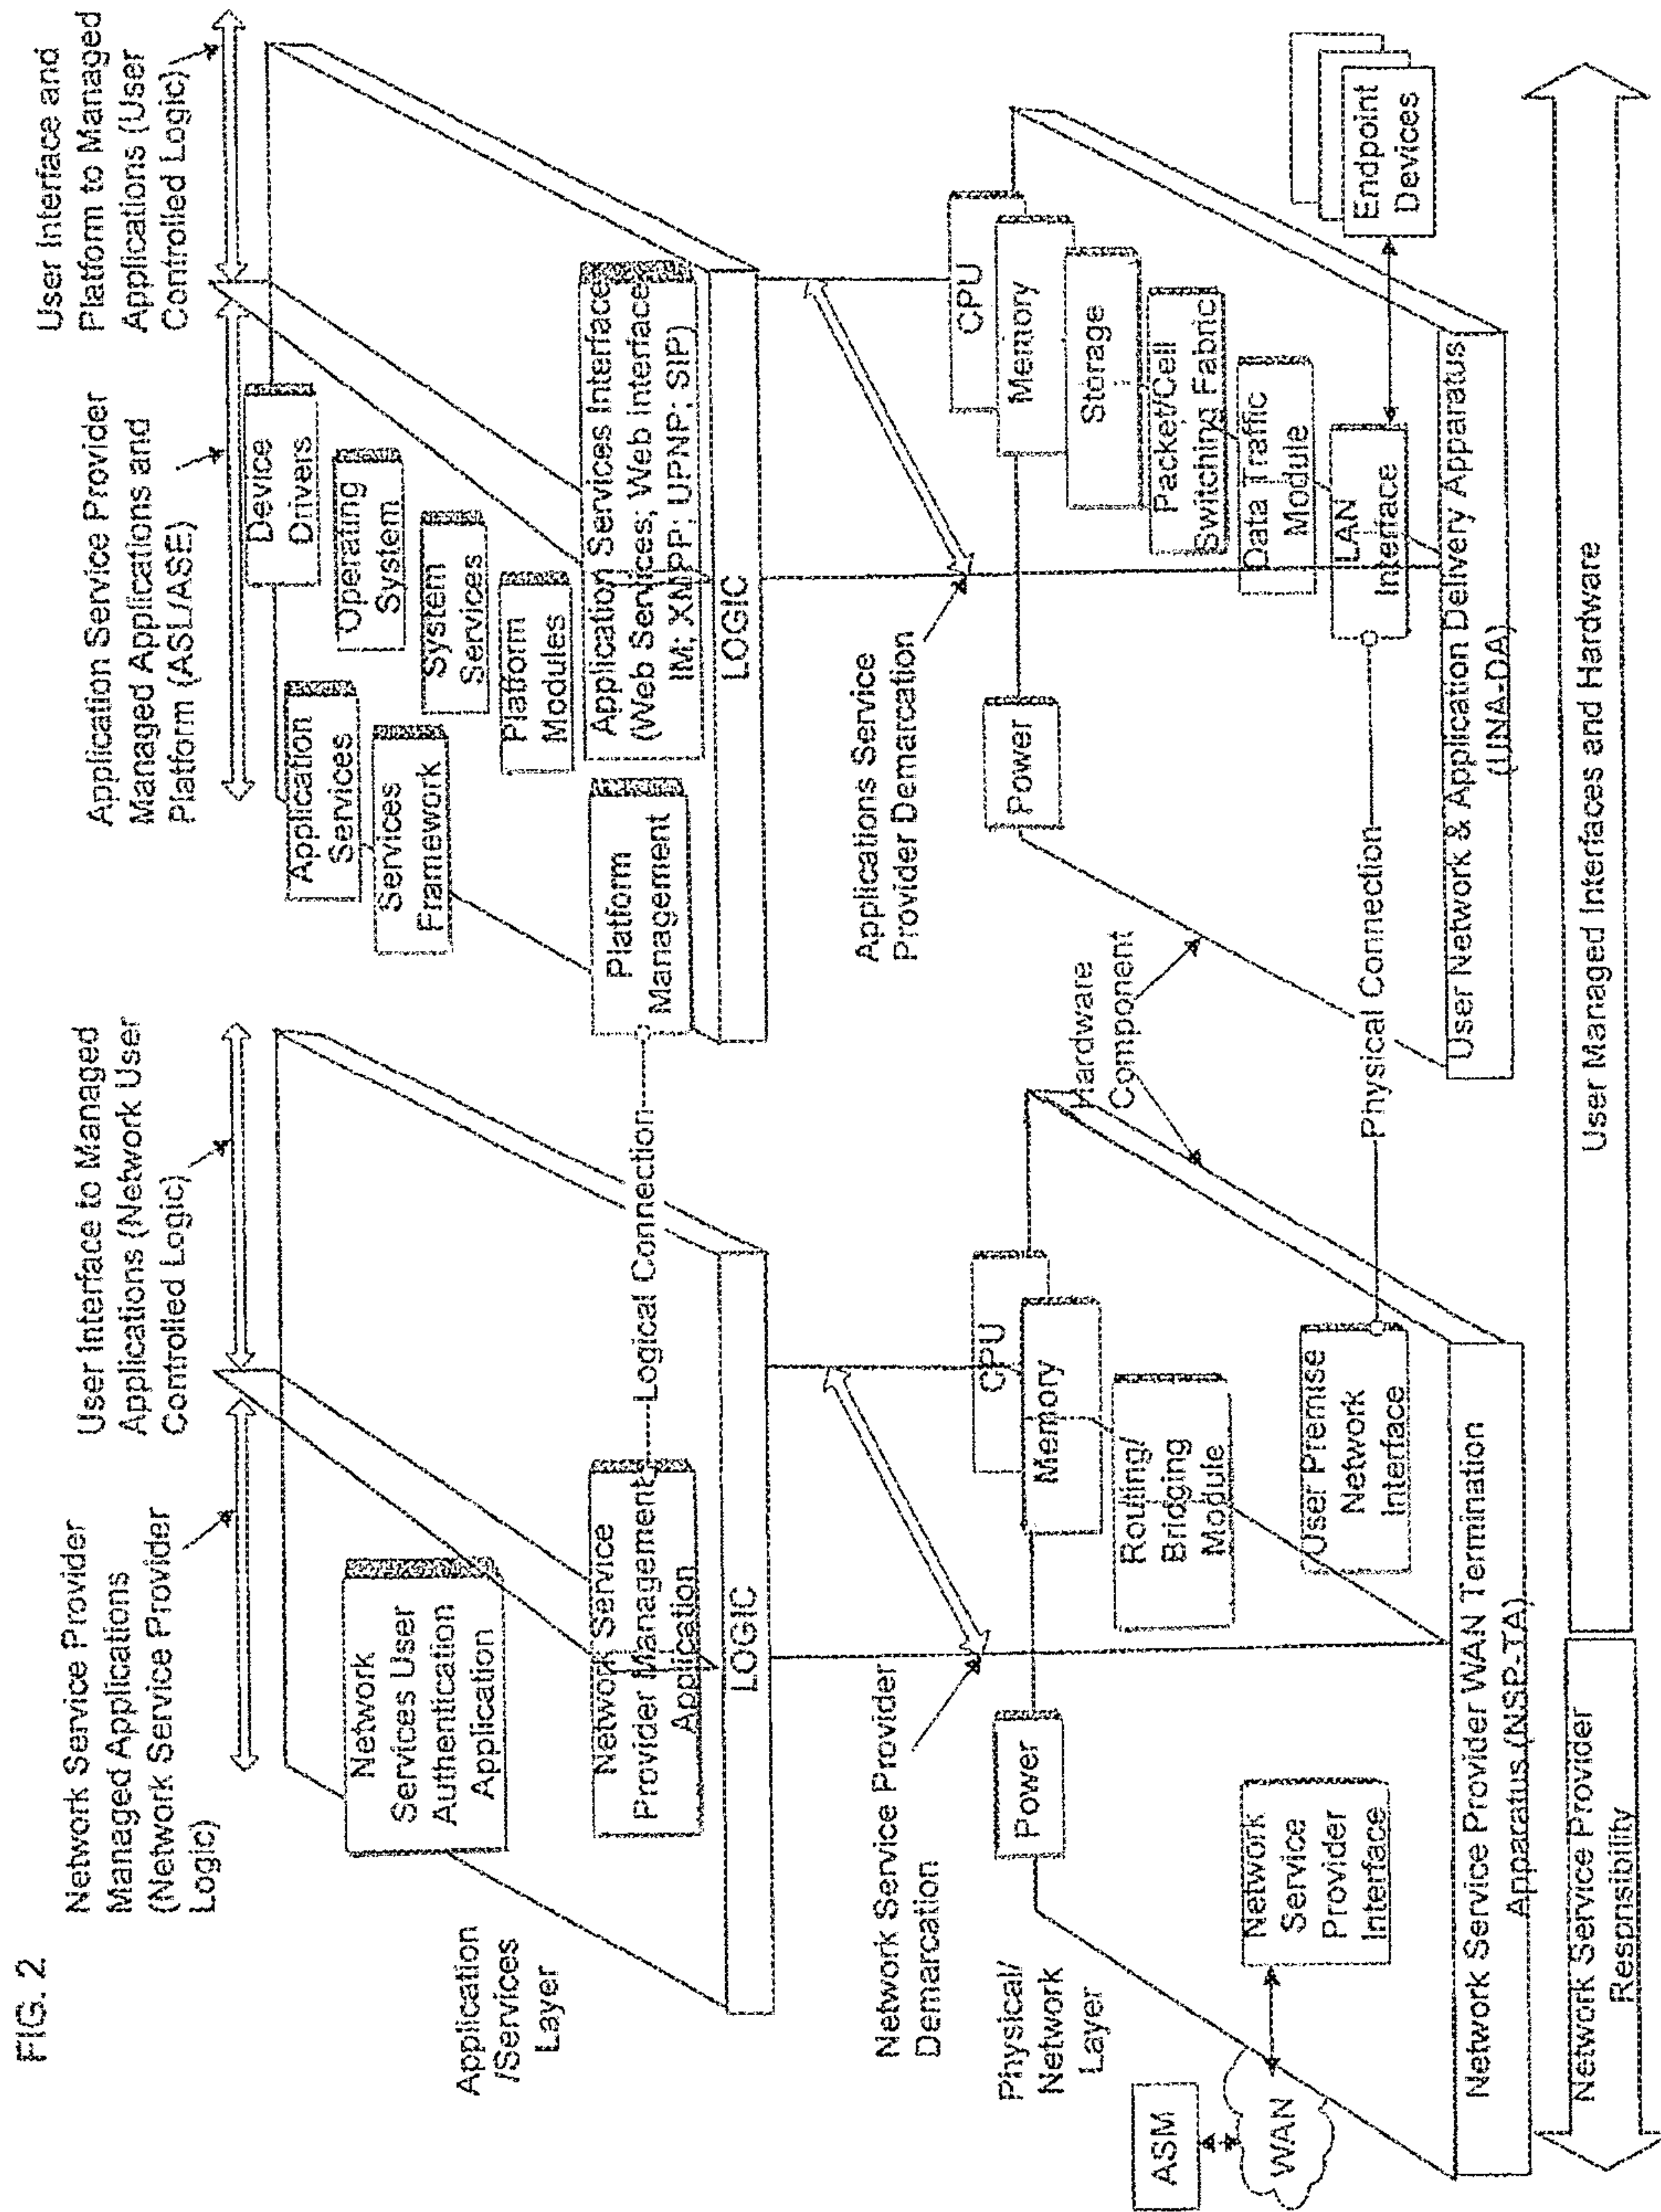 FIG. 2
Network Service Provider
Managed Applications
(Network Service Provider
Logic)
User Interface to Managed
Applications (Network User
Controlled Logic)
Application Service Provider
Managed Applications and
Platform (ASL/ASE)
User Interface and
Platform to Managed
Applications (User
Controlled Logic)
Application
/Services
Layer
Network
Services User
Authentication
Application
Network Service
Provider Management
Application
LOGIC
Logical Connection
Application
Services
Services
Framework
Platform
Management
Device
Drivers
Operating
System
System
Services
Platform
Modules
Application Services Interface
(Web Services; Web Interface
IM; XMPP; UPNP; SIP)
LOGIC
Network Service Provider
Demarcation
Applications Service
Provider Demarcation
Physical/
Network
Layer
ASM
WAN
Power
Network
Service
Provider
Interface
CPU
Memory
Routing/
Bridging
Module
User Premise
Network
Interface
Network Service Provider WAN Termination
Apparatus (NSP-TA)
Hardware
Component
Physical Connection
Power
CPU
Memory
Storage
Packet/Cell
Switching Fabric
Data Traffic
Module
LAN
Interface
Endpoint
Devices
User Network & Application Delivery Apparatus
(UNA-DA)
Network Service Provider
Responsibility
User Managed Interfaces and Hardware